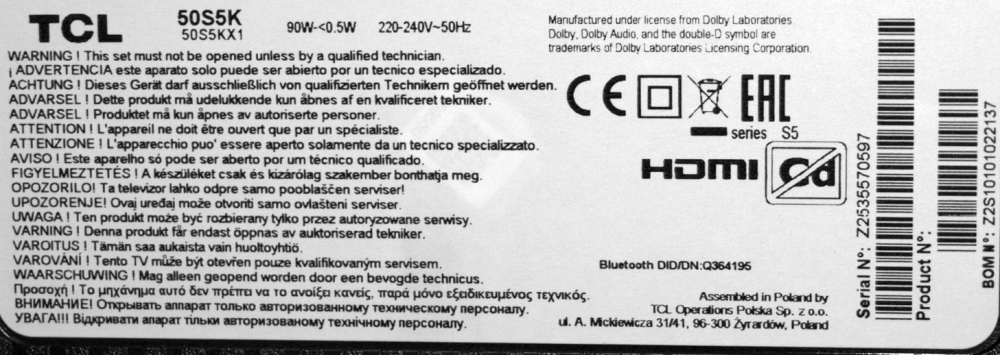 TCL
50S5K
50S5KX1
90W-<0.5W
220-240V~50Hz
WARNING ! This set must not be opened unless by a qualified technician.
¡ ADVERTENCIA este aparato solo puede ser abierto por un tecnico especializado.
ACHTUNG ! Dieses Gerät darf ausschließlich von qualifizierten Technikern geöffnet werden.
ADVARSEL ! Dette produkt må udelukkende kun åbnes af en kvalificeret tekniker.
ADVARSEL ! Produktet må kun åpnes av autoriserte personer.
ATTENTION ! L'appareil ne doit être ouvert que par un spécialiste.
ATTENZIONE ! L'apparecchio puo' essere aperto solamente da un tecnico specializzato.
AVISO ! Este aparelho só pode ser aberto por um técnico qualificado.
FIGYELMEZTETÉS ! A készüléket csak és kizárólag szakember bonthatja meg.
OPOZORILO! Ta televizor lahko odpre samo pooblaščen serviser!
UPOZORENJE! Ovaj uređaj može otvoriti samo ovlašteni serviser.
UWAGA ! Ten produkt może być rozbierany tylko przez autoryzowane serwisy.
VARNING ! Denna produkt får endast öppnas av auktoriserad tekniker.
VAROITUS ! Tämän saa aukaista vain huoltoyhtiö.
VAROVÁNÍ ! Tento TV může být otevřen pouze kvalifikovaným servisem.
WAARSCHUWING ! Mag alleen geopend worden door een bevogde technicus.
Προσοχή ! Το μηχάνημα αυτό δεν πρέπει να το ανοίξει κανείς, παρά μόνο εξειδικευμένος τεχνικός.
ВНИМАНИЕ! Открывать аппарат только авторизованному техническому персоналу.
УВАГА!!! Відкривати апарат тільки авторизованому технічному персоналу.
Manufactured under license from Dolby Laboratories.
Dolby, Dolby Audio, and the double-D symbol are
trademarks of Dolby Laboratories Licensing Corporation.
CE EAC
series S5
HDMI Cd
Bluetooth DID/DN:Q364195
Assembled in Poland by
TCL Operations Polska Sp. z o.o.
ul. A. Mickiewicza 31/41, 96-300 Żyrardów, Poland
Serial N°: Z2535570597
Product N°:
BOM N°: Z2S10101022137